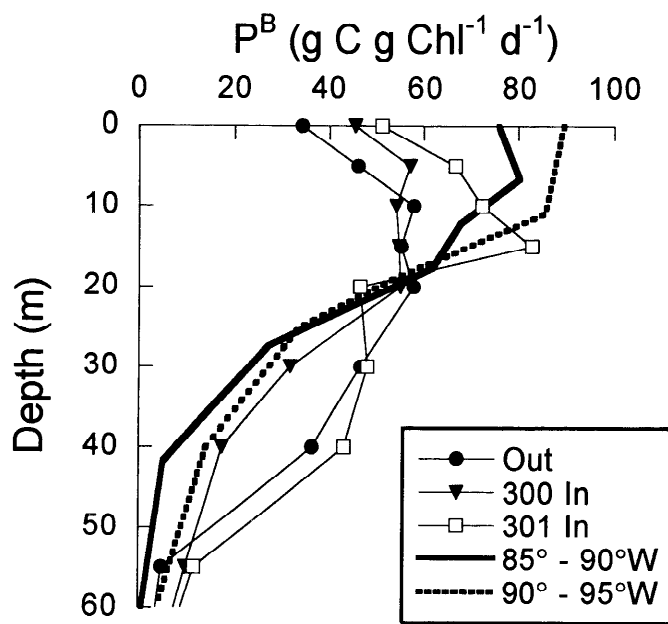 P^B (g C g Chl^-1 d^-1)
0 20 40 60 80 100
0
10
20
30
40
50
60
Depth (m)
Out
300 In
301 In
85° - 90°W
90° - 95°W